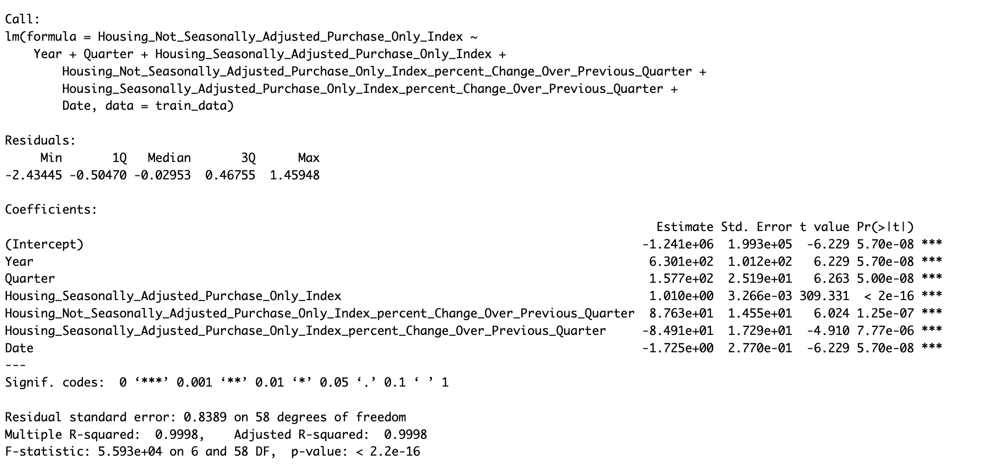 Call:
lm(formula = Housing_Not_Seasonally_Adjusted_Purchase_Only_Index ~
    Year + Quarter + Housing_Seasonally_Adjusted_Purchase_Only_Index +
        Housing_Not_Seasonally_Adjusted_Purchase_Only_Index_percent_Change_Over_Previous_Quarter +
        Housing_Seasonally_Adjusted_Purchase_Only_Index_percent_Change_Over_Previous_Quarter +
        Date, data = train_data)

Residuals:
     Min       1Q   Median       3Q      Max
-2.43445 -0.50470 -0.02953  0.46755  1.45948

Coefficients:
                                                                                           Estimate Std. Error t value Pr(>|t|)
(Intercept)                                                                              -1.241e+06  1.993e+05  -6.229 5.70e-08 ***
Year                                                                                      6.301e+02  1.012e+02   6.229 5.70e-08 ***
Quarter                                                                                   1.577e+02  2.519e+01   6.263 5.00e-08 ***
Housing_Seasonally_Adjusted_Purchase_Only_Index                                           1.010e+00  3.266e-03 309.331  < 2e-16 ***
Housing_Not_Seasonally_Adjusted_Purchase_Only_Index_percent_Change_Over_Previous_Quarter  8.763e+01  1.455e+01   6.024 1.25e-07 ***
Housing_Seasonally_Adjusted_Purchase_Only_Index_percent_Change_Over_Previous_Quarter     -8.491e+01  1.729e+01  -4.910 7.77e-06 ***
Date                                                                                     -1.725e+00  2.770e-01  -6.229 5.70e-08 ***
---
Signif. codes:  0 ‘***’ 0.001 ‘**’ 0.01 ‘*’ 0.05 ‘.’ 0.1 ‘ ’ 1

Residual standard error: 0.8389 on 58 degrees of freedom
Multiple R-squared:  0.9998,    Adjusted R-squared:  0.9998
F-statistic: 5.593e+04 on 6 and 58 DF,  p-value: < 2.2e-16